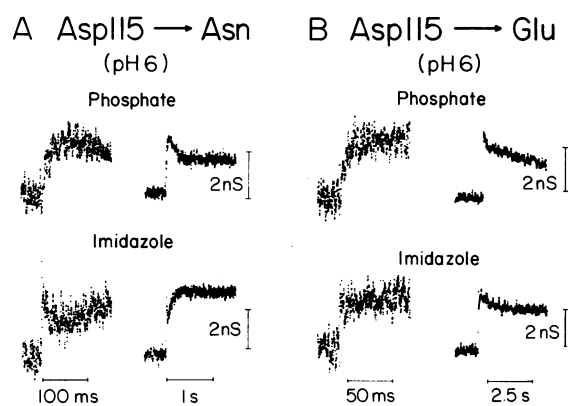 A Asp115 → Asn
(pH 6)
Phosphate
2nS
Imidazole
2nS
100 ms
1s
B Asp115 → Glu
(pH 6)
Phosphate
2nS
Imidazole
2nS
50 ms
2.5 s